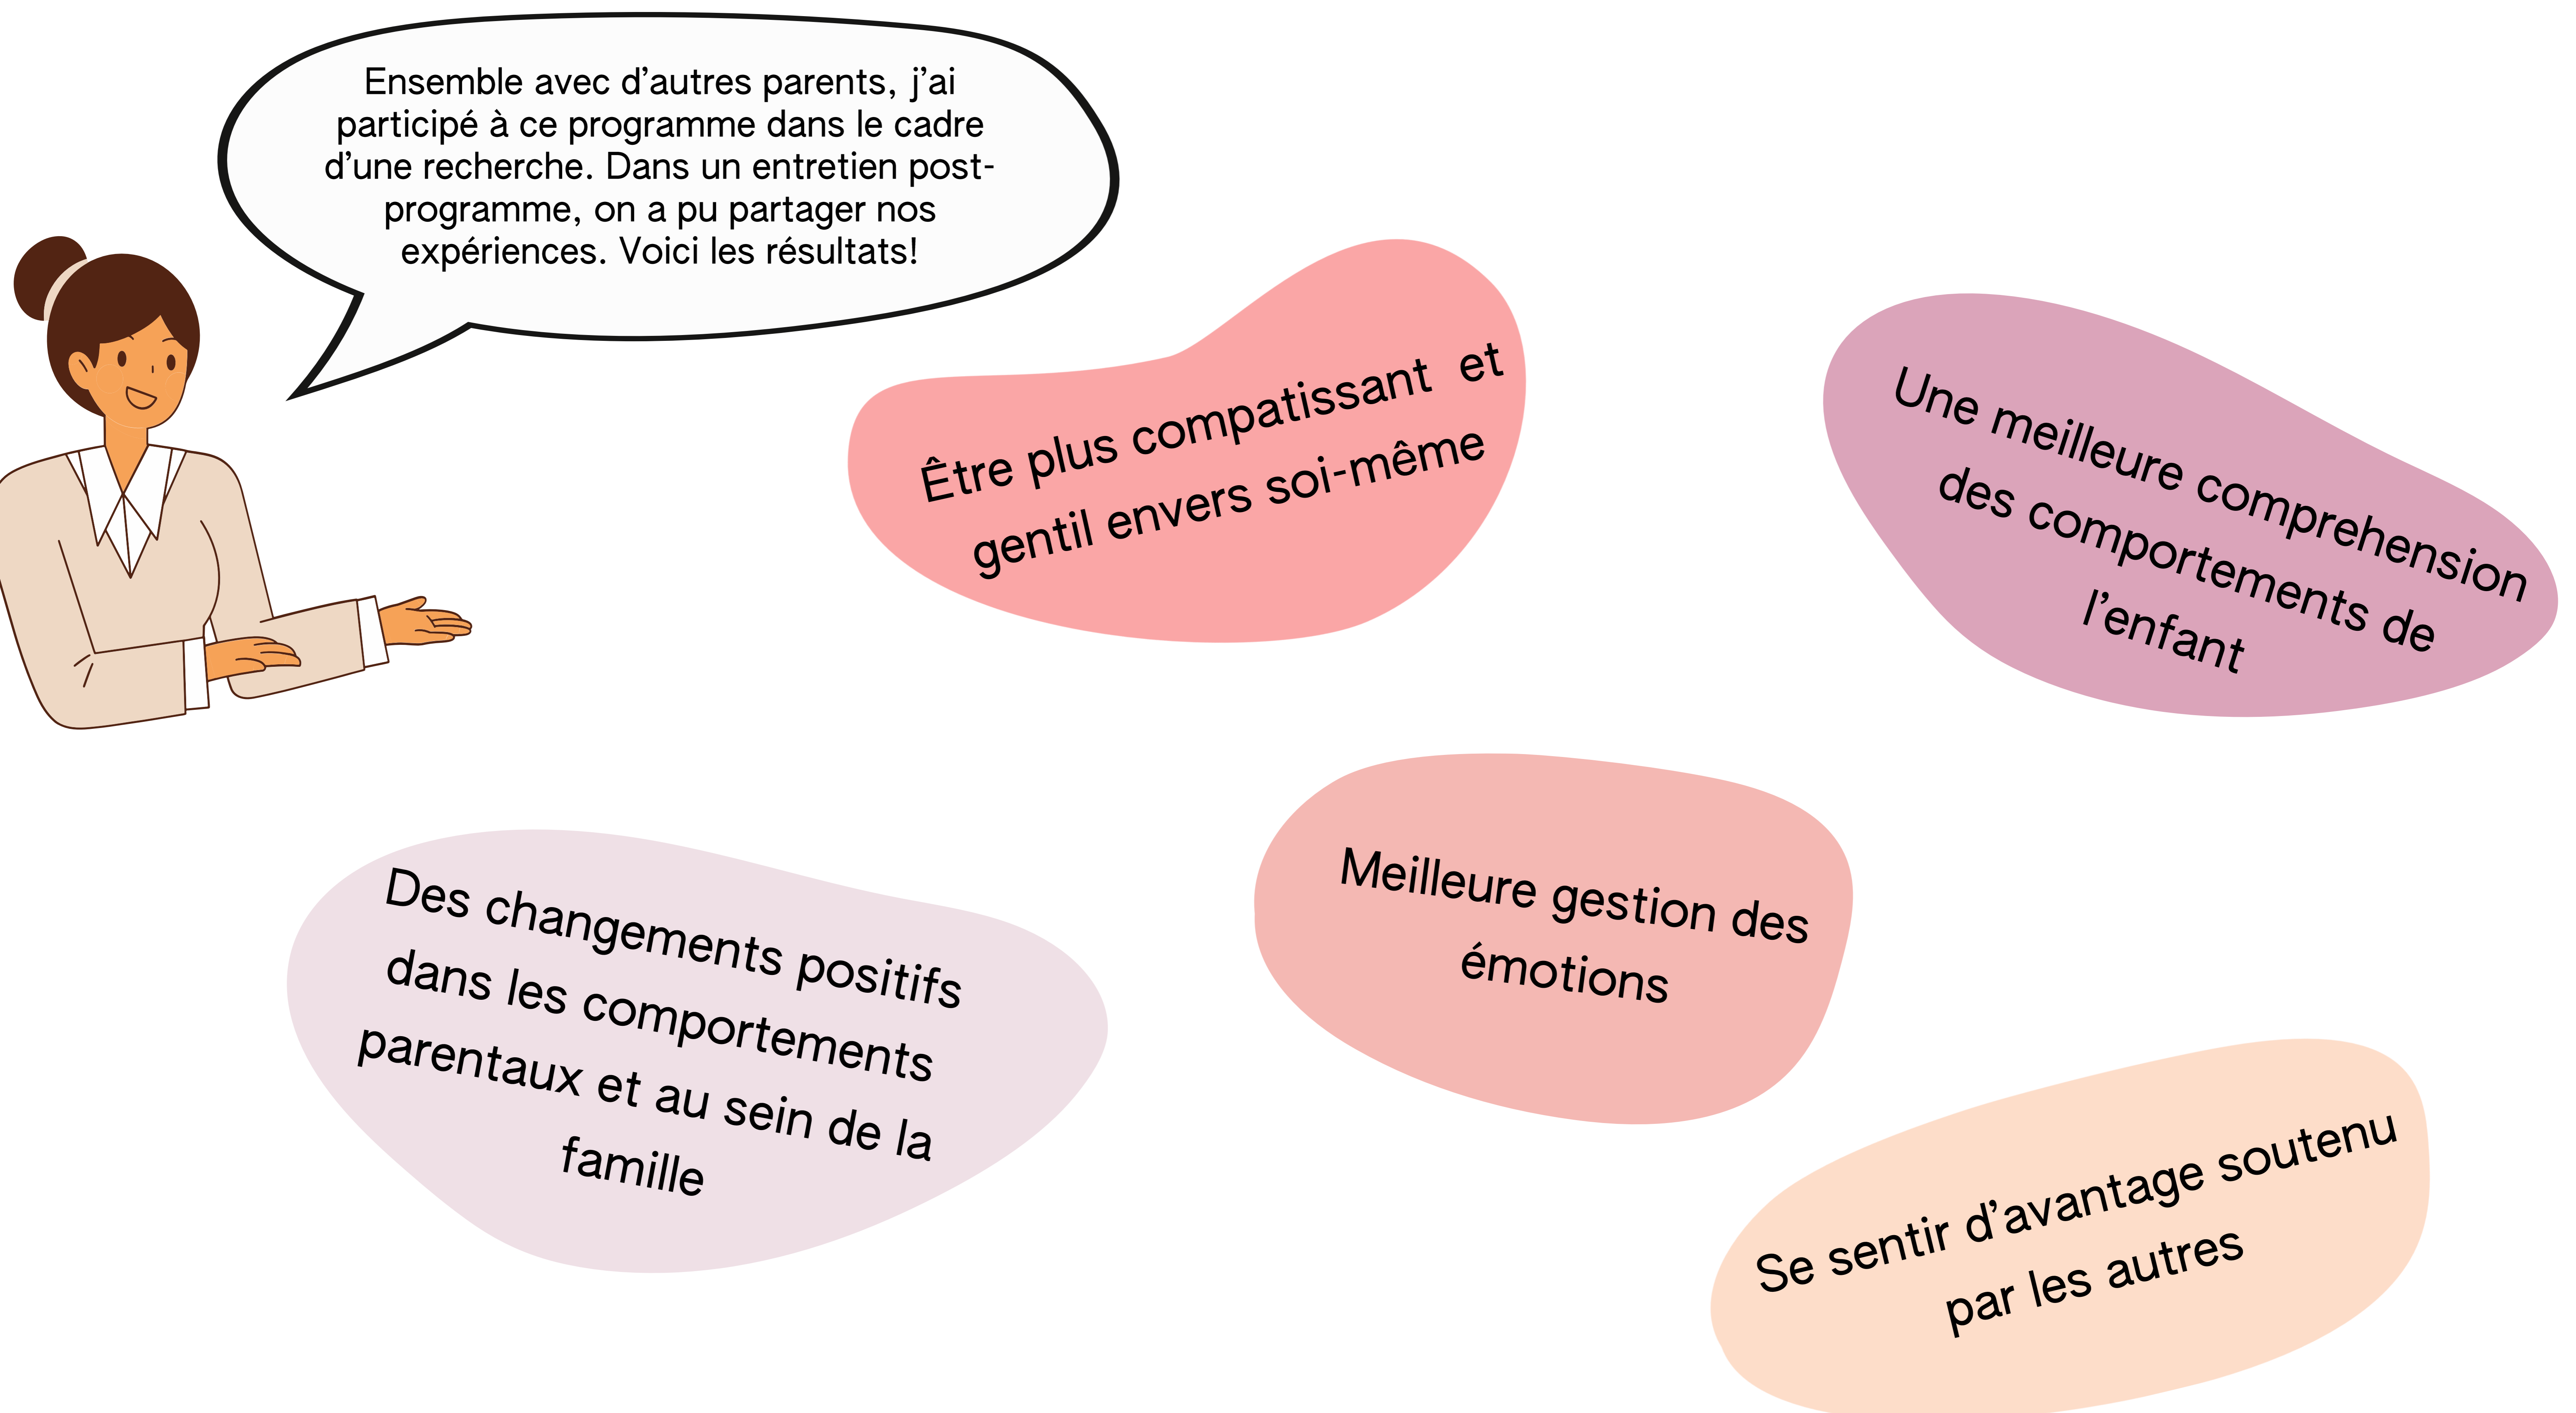 Ensemble avec d'autres parents, j'ai
participé à ce programme dans le cadre
d'une recherche. Dans un entretien post-
programme, on a pu partager nos
expériences. Voici les résultats!
Être plus compatissant et
gentil envers soi-même
Une meilleure comprehension
des comportements de
l'enfant
Des changements positifs
dans les comportements
parentaux et au sein de la
famille
Meilleure gestion des
émotions
Se sentir d'avantage soutenu
par les autres